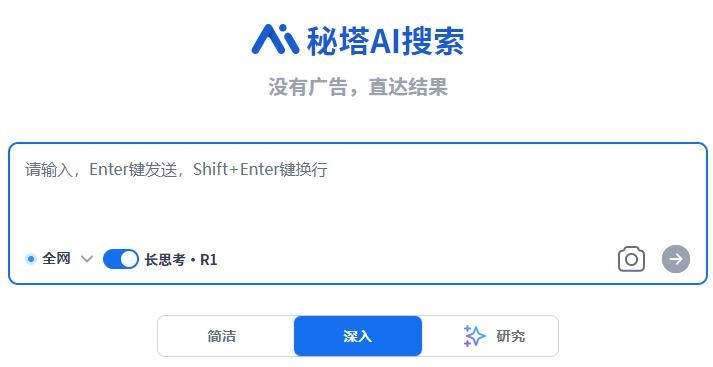 秘塔AI搜索
没有广告，直达结果
请输入，Enter键发送，Shift+Enter键换行
全网 长思考·R1
简洁 深入 研究